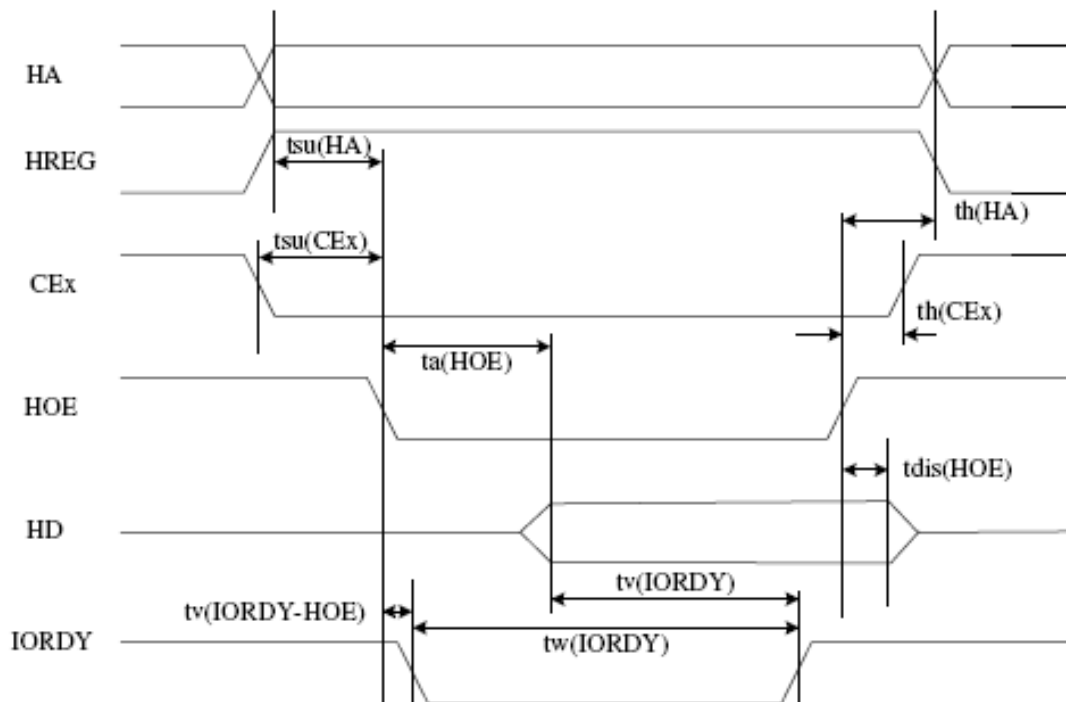 HA
tsu(HA)
HREG
th(HA)
tsu(CEx)
CEx
th(CEx)
ta(HOE)
HOE
tdis(HOE)
HD
tv(IORDY)
tv(IORDY-HOE)
IORDY
tw(IORDY)